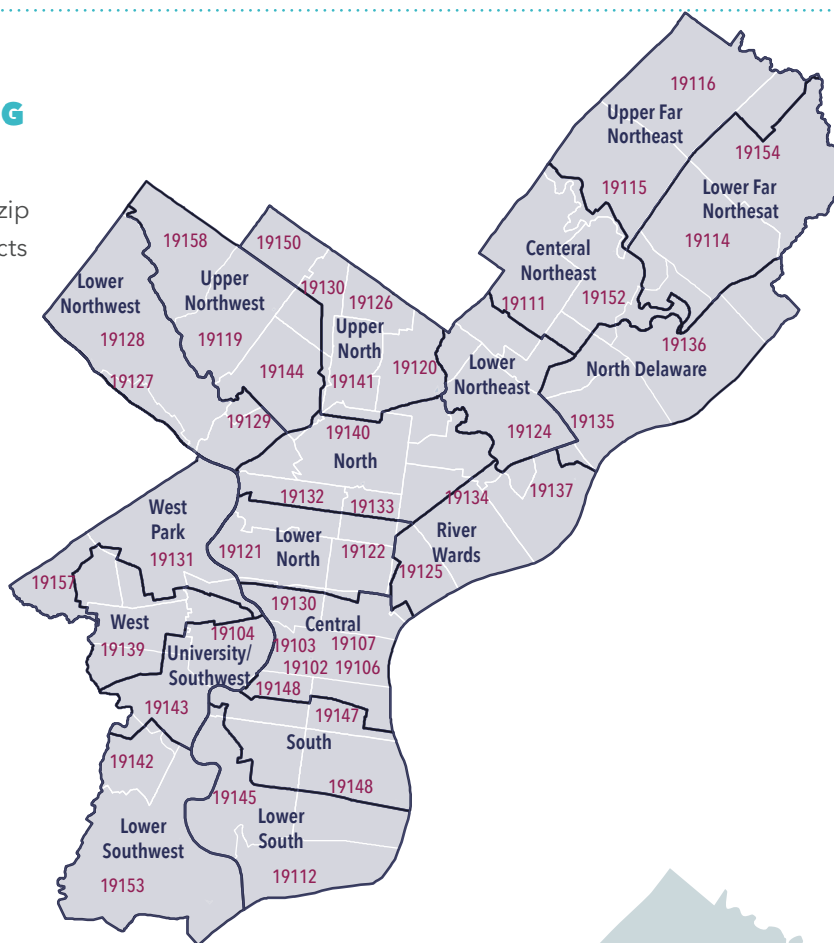 G
zip
cts
19116
Upper Far
Northeast
19154
19115
Lower Far
Northesat
19114
19158
19150
Centeral
Northeast
Lower
Northwest
Upper
Northwest
19130
19126
19111
19152
Upper
North
19128
19119
19136
Lower
Northeast
North Delaware
19127
19144
19141
19120
19129
19140
19124
19135
North
19132
19133
19134
19137
West
Park
Lower
North
River
Wards
19131
19121
19122
19125
19157
19130
West
Central
19104
19139
19103
19107
University/
Southwest
19102
19106
19148
19143
19147
South
19142
19145
19148
Lower
Southwest
Lower
South
19153
19112